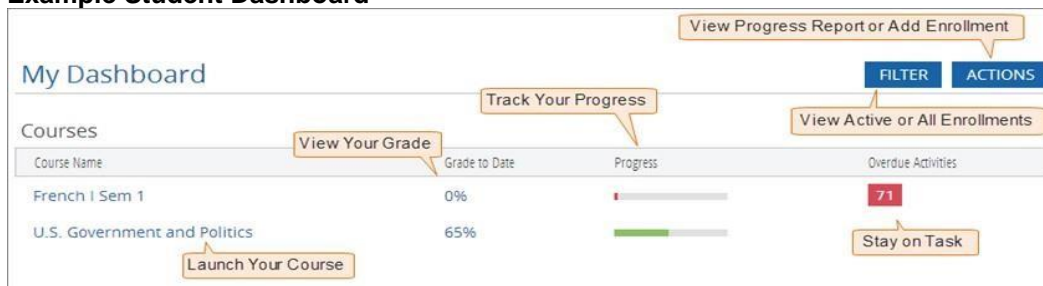 Example Student Dashboard
View Progress Report or Add Enrollment
My Dashboard
FILTER
ACTIONS
Track Your Progress
View Active or All Enrollments
Courses
View Your Grade
Course Name
Grade to Date
Progress
Overdue Activities
French I Sem 1
0%
71
U.S. Government and Politics
65%
Stay on Task
Launch Your Course